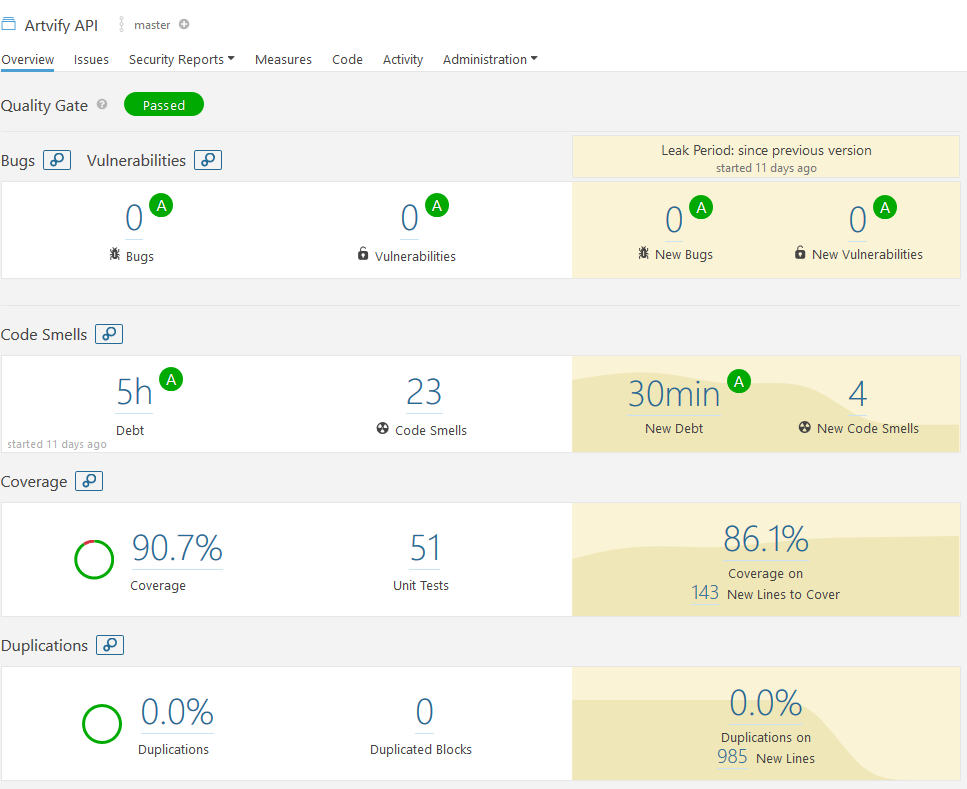 Artvify API master
Overview Issues Security Reports Measures Code Activity Administration
Quality Gate ? Passed
Bugs Vulnerabilities
Leak Period: since previous version
started 11 days ago
0 A 0 A 0 A 0 A
Bugs Vulnerabilities New Bugs New Vulnerabilities
Code Smells
5h A 23 30min A 4
Debt Code Smells New Debt New Code Smells
started 11 days ago
Coverage
90.7% 51 86.1%
Coverage Unit Tests Coverage on
143 New Lines to Cover
Duplications
0.0% 0 0.0%
Duplications Duplicated Blocks Duplications on
985 New Lines